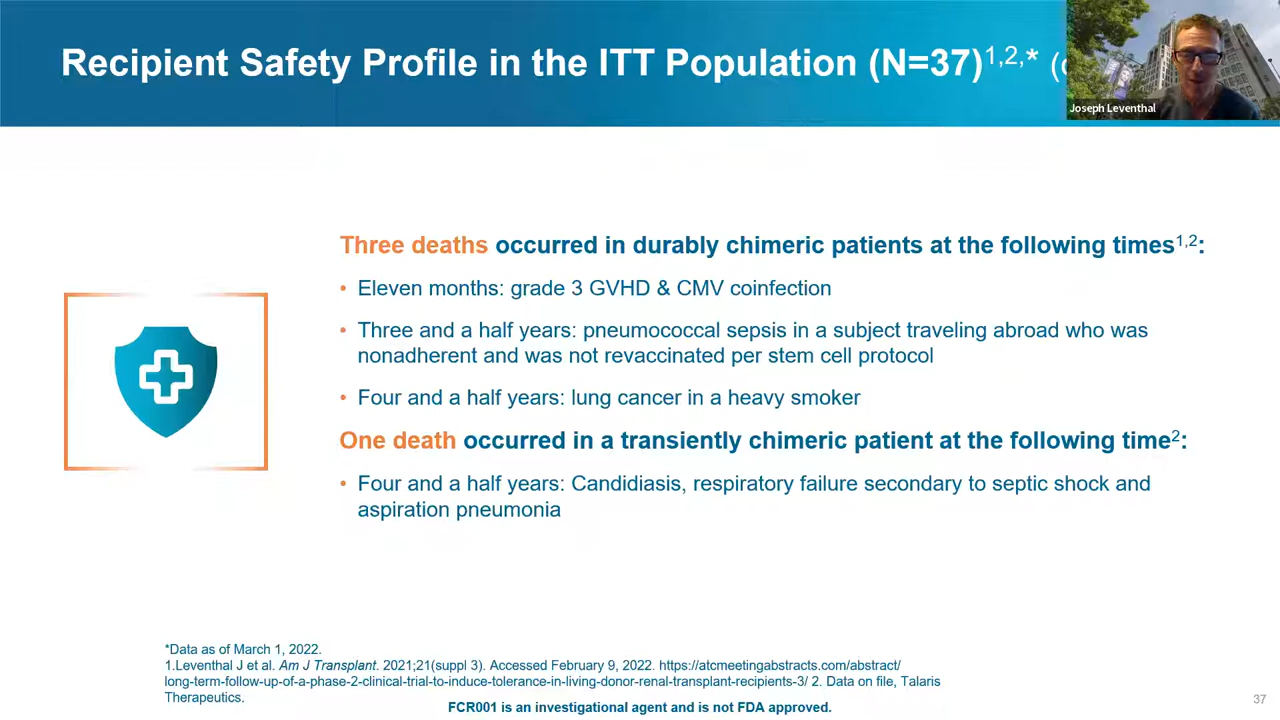 Recipient Safety Profile in the ITT Population (N=37)1,2,* (
Joseph Leventhal
Three deaths occurred in durably chimeric patients at the following times1,2:
• Eleven months: grade 3 GVHD & CMV coinfection
• Three and a half years: pneumococcal sepsis in a subject traveling abroad who was
nonadherent and was not revaccinated per stem cell protocol
• Four and a half years: lung cancer in a heavy smoker
One death occurred in a transiently chimeric patient at the following time2:
• Four and a half years: Candidiasis, respiratory failure secondary to septic shock and
aspiration pneumonia
*Data as of March 1, 2022.
1.Leventhal J et al. Am J Transplant. 2021;21(suppl 3). Accessed February 9, 2022. https://atcmeetingabstracts.com/abstract/
long-term-follow-up-of-a-phase-2-clinical-trial-to-induce-tolerance-in-living-donor-renal-transplant-recipients-3/ 2. Data on file, Talaris
Therapeutics.
FCR001 is an investigational agent and is not FDA approved.
37